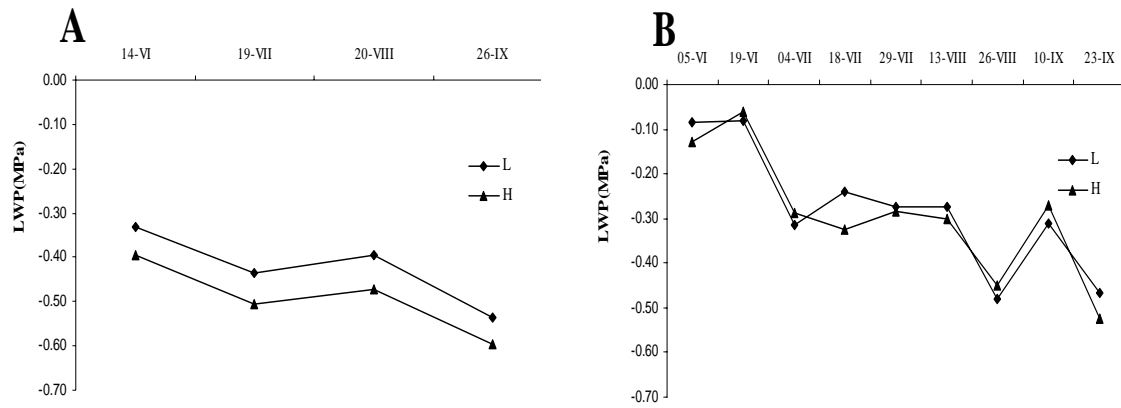 A
14-VI 19-VII 20-VIII 26-IX
0.00
-0.10
-0.20
-0.30
-0.40
-0.50
-0.60
-0.70
LWP(MPa)
L
H
B
05-VI 19-VI 04-VII 18-VII 29-VII 13-VIII 26-VIII 10-IX 23-IX
0.00
-0.10
-0.20
-0.30
-0.40
-0.50
-0.60
-0.70
LWP(MPa)
L
H